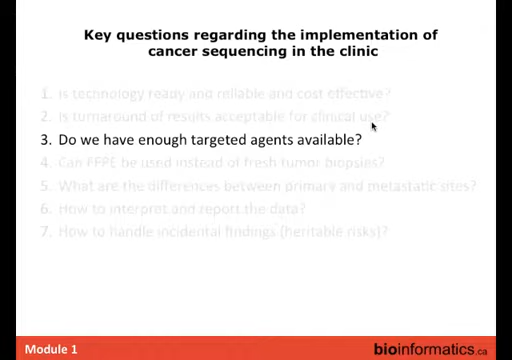 Key questions regarding the implementation of
cancer sequencing in the clinic
1. Is technology ready and reliable and cost effective?
2. Is turnaround of results acceptable for clinical use?
3. Do we have enough targeted agents available?
4. Can FFPE be used instead of fresh tumor biopsies?
5. What are the differences between primary and metastatic sites?
6. How to interpret and report the data?
7. How to handle incidental findings (heritable risks)?
Module 1
bioinformatics.ca